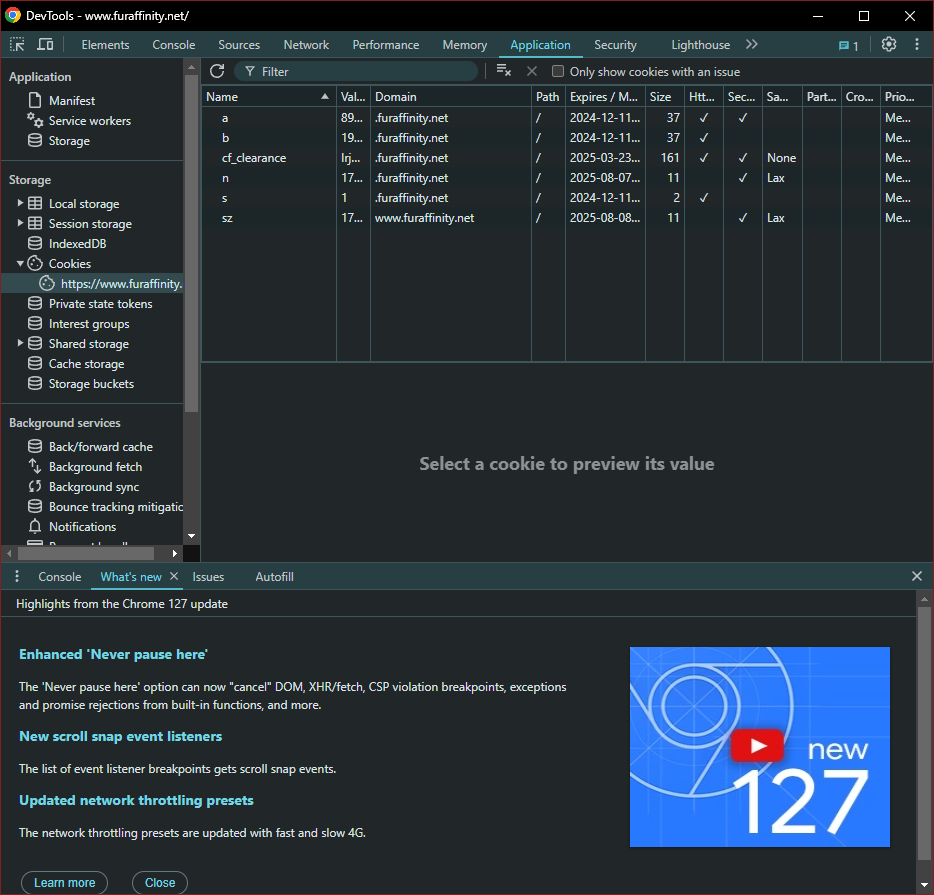 DevTools - www.furaffinity.net/
Elements Console Sources Network Performance Memory Application Security Lighthouse 1
Application
Manifest
Service workers
Storage
Storage
Local storage
Session storage
IndexedDB
Cookies
https://www.furaffinity.
Private state tokens
Interest groups
Shared storage
Cache storage
Storage buckets
Background services
Back/forward cache
Background fetch
Background sync
Bounce tracking mitigatic
Notifications
Filter Only show cookies with an issue
Name Val... Domain Path Expires / M... Size Htt... Sec... Sa... Part... Cro... Prio...
a 89... .furaffinity.net / 2024-12-11... 37 ✓ ✓ Me...
b 19... .furaffinity.net / 2024-12-11... 37 ✓ Me...
cf_clearance Irj... .furaffinity.net / 2025-03-23... 161 ✓ ✓ None Me...
n 17... .furaffinity.net / 2025-08-07... 11 ✓ Lax Me...
s 1 .furaffinity.net / 2024-12-11... 2 ✓ Me...
sz 17... www.furaffinity.net / 2025-08-08... 11 ✓ Lax Me...
Select a cookie to preview its value
Console What's new Issues Autofill
Highlights from the Chrome 127 update
Enhanced 'Never pause here'
The 'Never pause here' option can now "cancel" DOM, XHR/fetch, CSP violation breakpoints, exceptions
and promise rejections from built-in functions, and more.
New scroll snap event listeners
The list of event listener breakpoints gets scroll snap events.
Updated network throttling presets
The network throttling presets are updated with fast and slow 4G.
new
127
Learn more Close